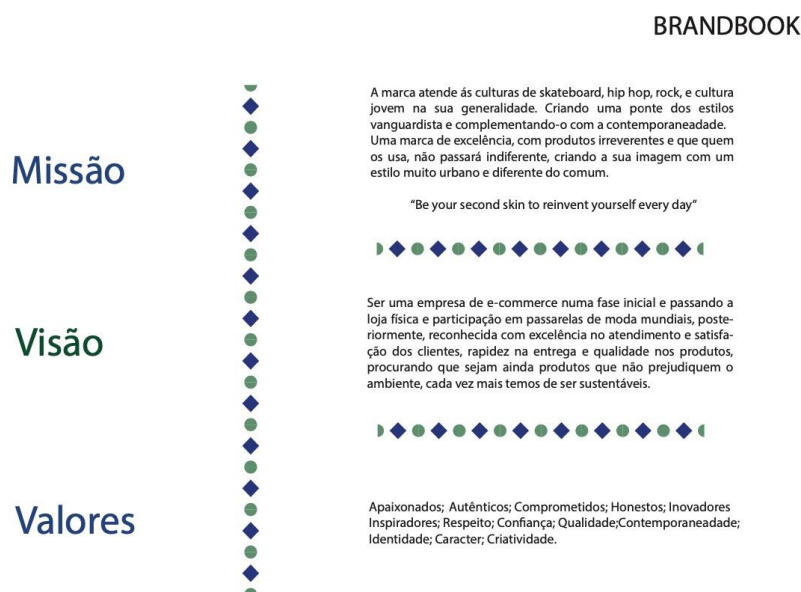 BRANDBOOK
Missão
A marca atende ás culturas de skateboard, hip hop, rock, e cultura
jovem na sua generalidade. Criando uma ponte dos estilos
vanguardista e complementando-o com a contemporaneadade.
Uma marca de excelência, com produtos irreverentes e que quem
os usa, não passará indiferente, criando a sua imagem com um
estilo muito urbano e diferente do comum.
“Be your second skin to reinvent yourself every day”
Visão
Ser uma empresa de e-commerce numa fase inicial e passando a
loja física e participação em passarelas de moda mundiais, poste-
riormente, reconhecida com excelência no atendimento e satisfa-
ção dos clientes, rapidez na entrega e qualidade nos produtos,
procurando que sejam ainda produtos que não prejudiquem o
ambiente, cada vez mais temos de ser sustentáveis.
Valores
Apaixonados; Autênticos; Comprometidos; Honestos; Inovadores
Inspiradores; Respeito; Confiança; Qualidade;Contemporaneadade;
Identidade; Caracter; Criatividade.